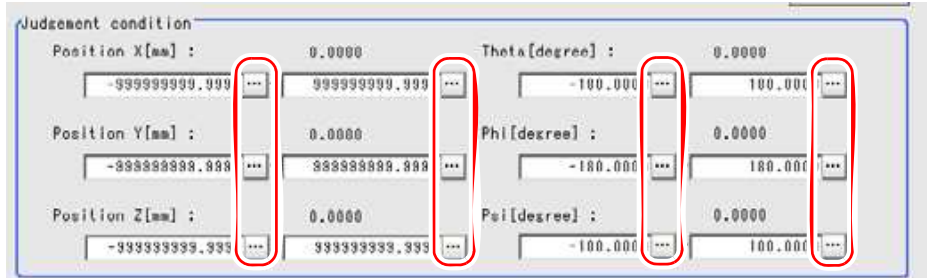 Judgement condition
Position X[mm] : 0.0000 Theta[degree] : 0.0000
-999999999.999 ... 999999999.999 ... -180.000 ... 180.000 ...
Position Y[mm] : 0.0000 Phi[degree] : 0.0000
-999999999.999 ... 999999999.999 ... -180.000 ... 180.000 ...
Position Z[mm] : 0.0000 Psi[degree] : 0.0000
-999999999.999 ... 999999999.999 ... -180.000 ... 180.000 ...